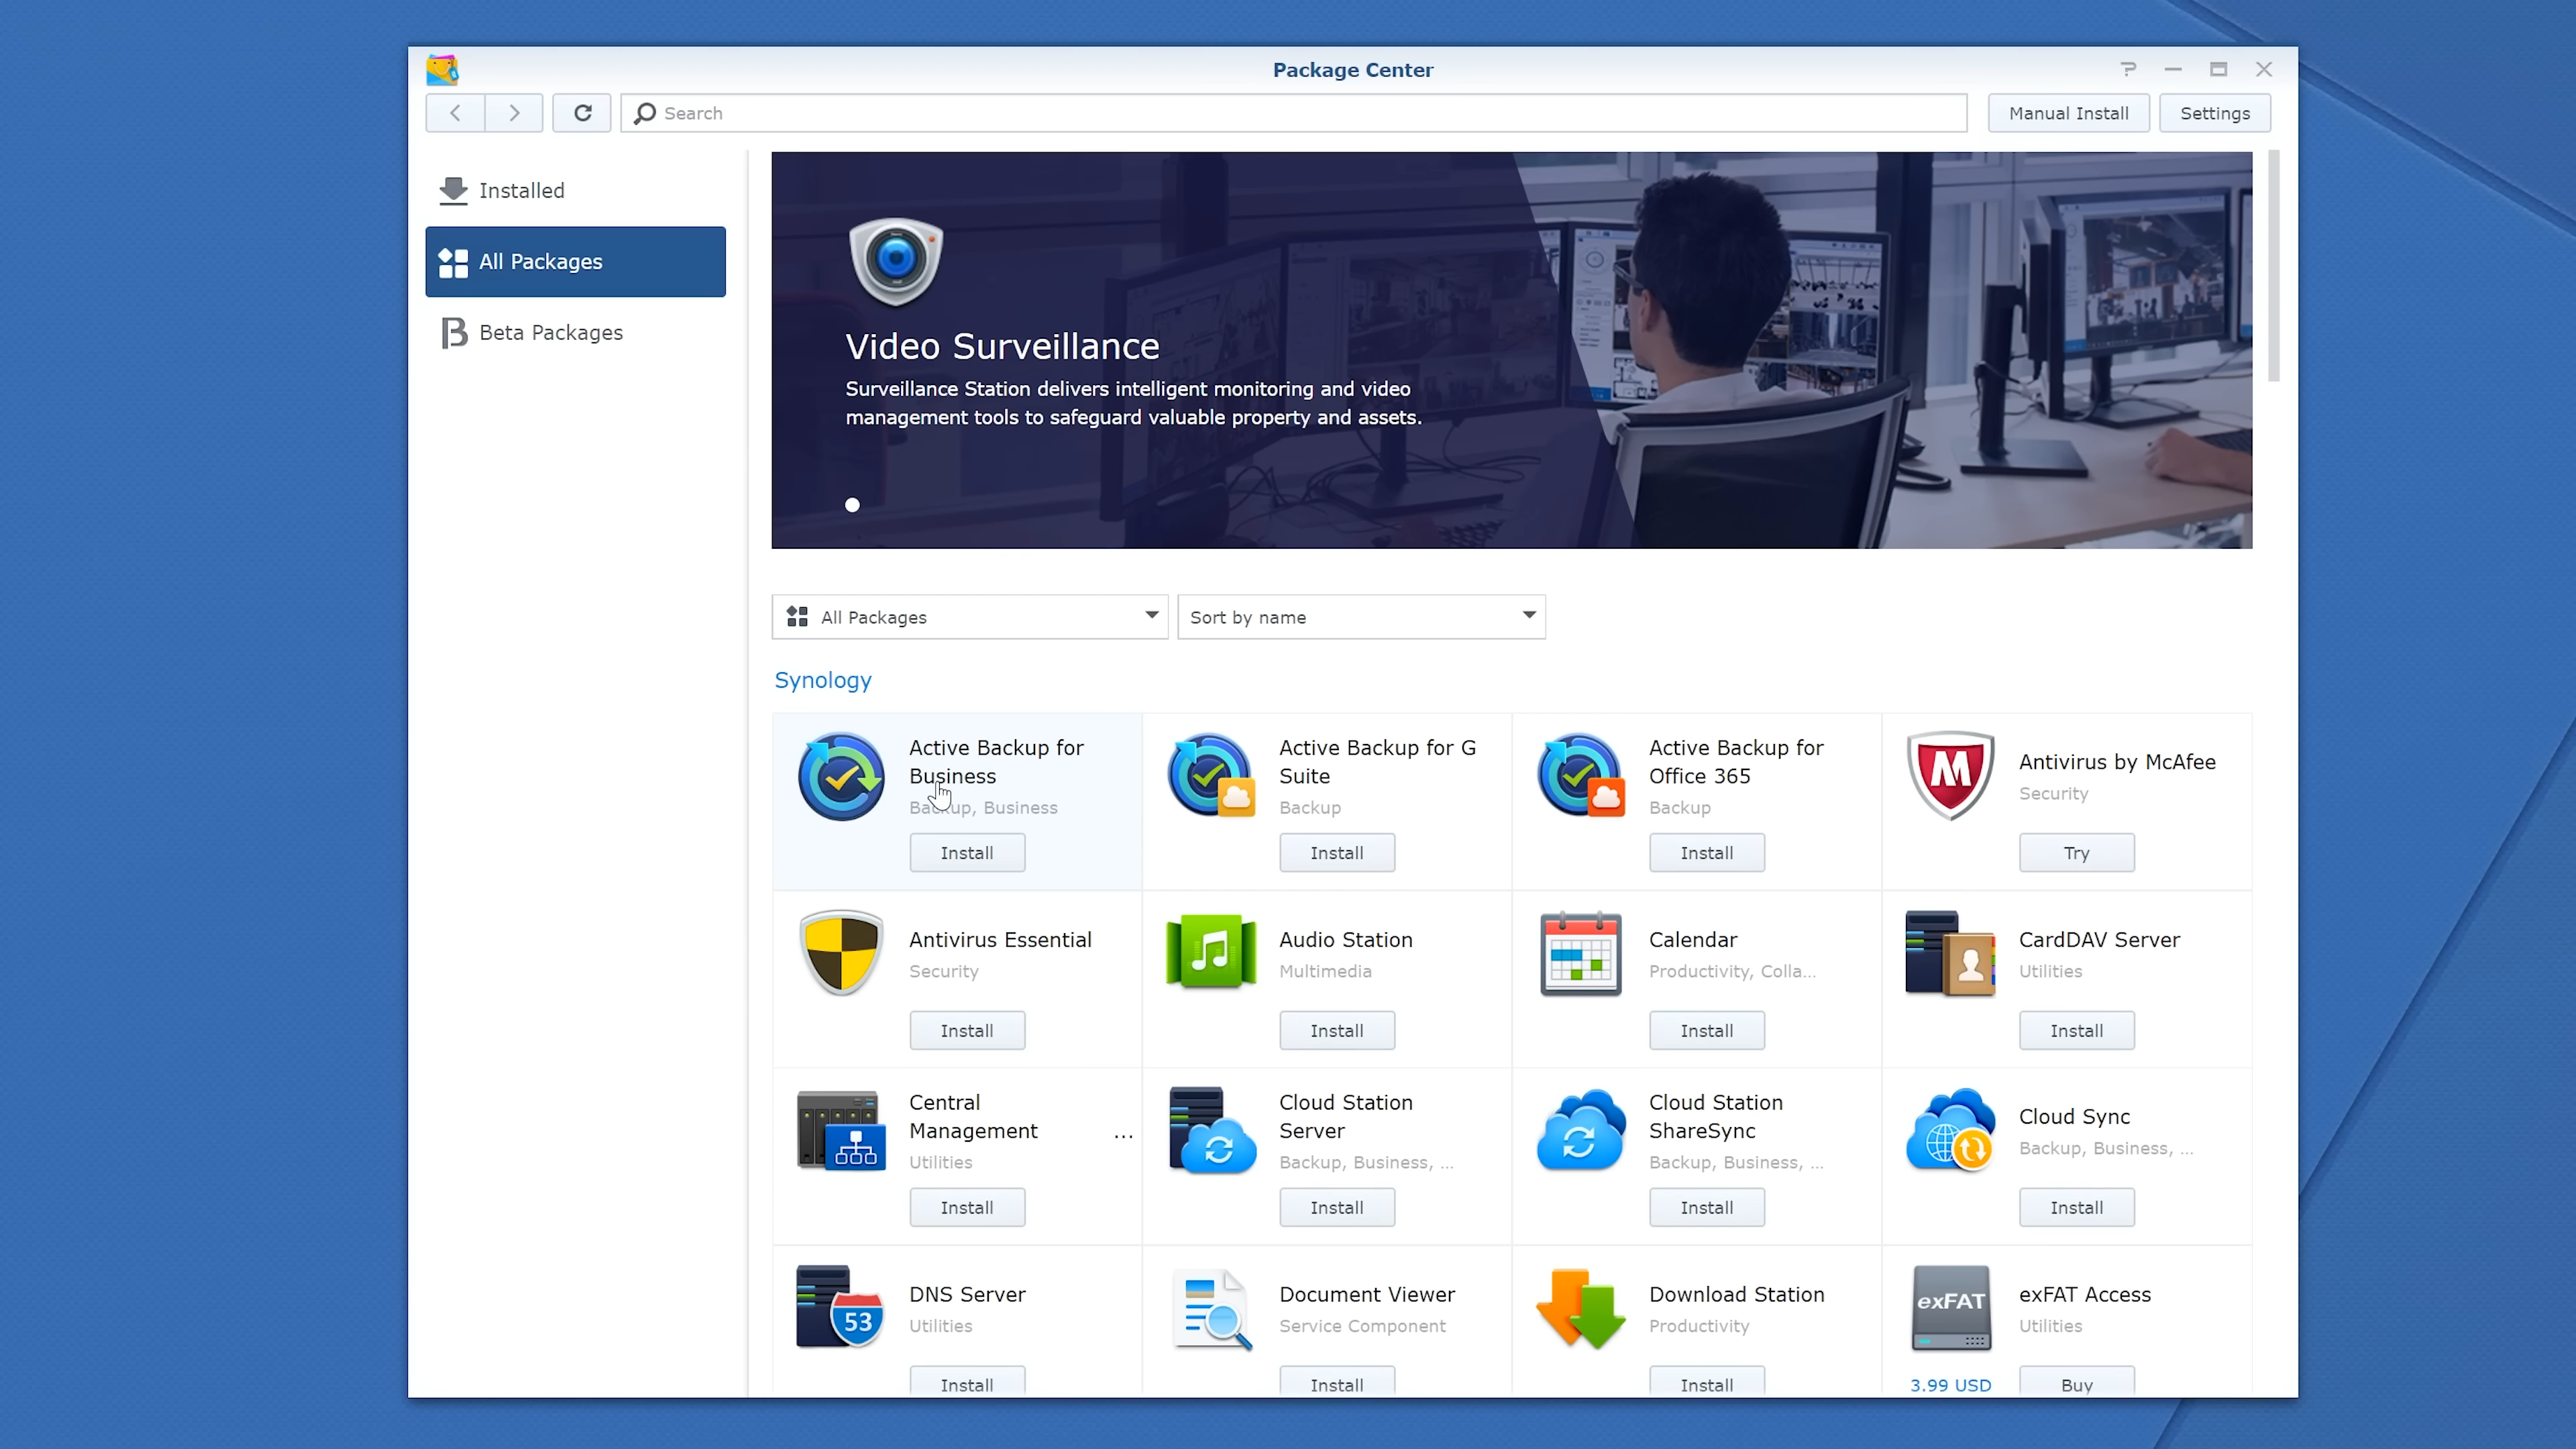 Package Center
Search
Manual Install
Settings
Installed
All Packages
Beta Packages
Video Surveillance
Surveillance Station delivers intelligent monitoring and video
management tools to safeguard valuable property and assets.
All Packages
Sort by name
Synology
Active Backup for
Business
Backup, Business
Install
Active Backup for G
Suite
Backup
Install
Active Backup for
Office 365
Backup
Install
Antivirus by McAfee
Security
Try
Antivirus Essential
Security
Install
Audio Station
Multimedia
Install
Calendar
Productivity, Colla...
Install
CardDAV Server
Utilities
Install
Central
Management ...
Utilities
Install
Cloud Station
Server
Backup, Business, ...
Install
Cloud Station
ShareSync
Backup, Business, ...
Install
Cloud Sync
Backup, Business, ...
Install
53
DNS Server
Utilities
Install
Document Viewer
Service Component
Install
Download Station
Productivity
Install
exFAT
exFAT Access
Utilities
3.99 USD
Buy